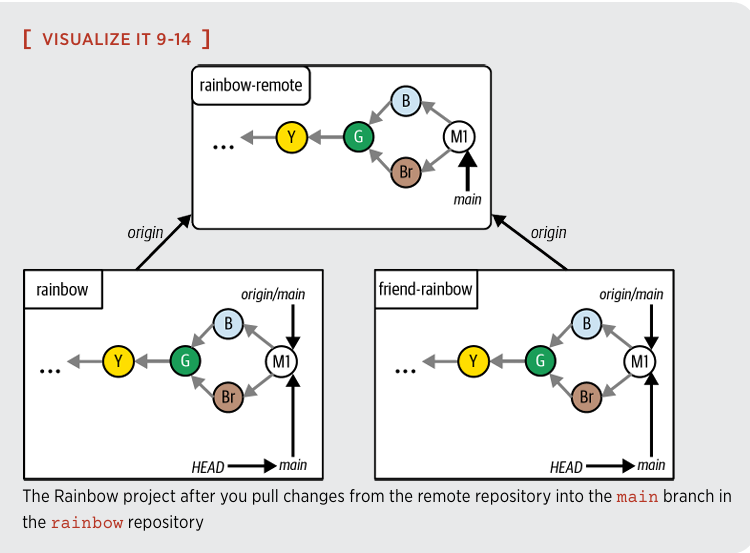 [ VISUALIZE IT 9-14 ]
rainbow-remote
B
... Y G M1
Br
main
origin origin
rainbow
origin/main
B
... Y G M1
Br
HEAD main
friend-rainbow
origin/main
B
... Y G M1
Br
HEAD main
The Rainbow project after you pull changes from the remote repository into the main branch in
the rainbow repository